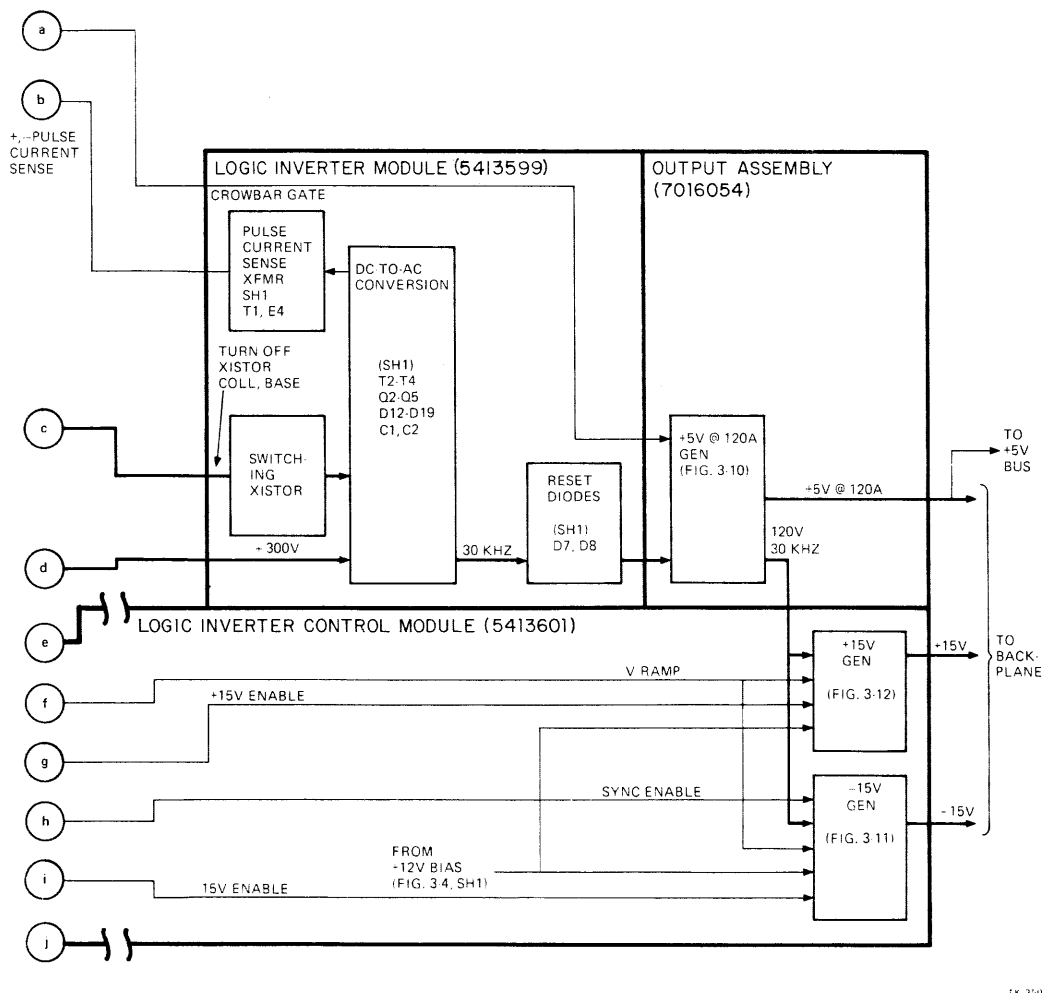 a
b
+,-PULSE
CURRENT
SENSE
LOGIC INVERTER MODULE (5413599)
OUTPUT ASSEMBLY
(7016054)
CROWBAR GATE
PULSE
CURRENT
SENSE
XFMR
SH1
T1, E4
DC-TO-AC
CONVERSION
(SH1)
T2-T4
Q2-Q5
D12-D19
C1, C2
TURN OFF
XISTOR
COLL, BASE
c
SWITCH-
ING
XISTOR
+300V
d
30 KHZ
RESET
DIODES
(SH1)
D7, D8
+5V @ 120A
GEN
(FIG. 3-10)
+5V @ 120A
TO
+5V
BUS
120V
30 KHZ
e
LOGIC INVERTER CONTROL MODULE (5413601)
+15V
GEN
(FIG. 3-12)
+15V
TO
BACK-
PLANE
f
V RAMP
+15V ENABLE
g
h
SYNC ENABLE
-15V
GEN
(FIG. 3-11)
-15V
FROM
+12V BIAS
(FIG. 3-4, SH1)
i
15V ENABLE
j